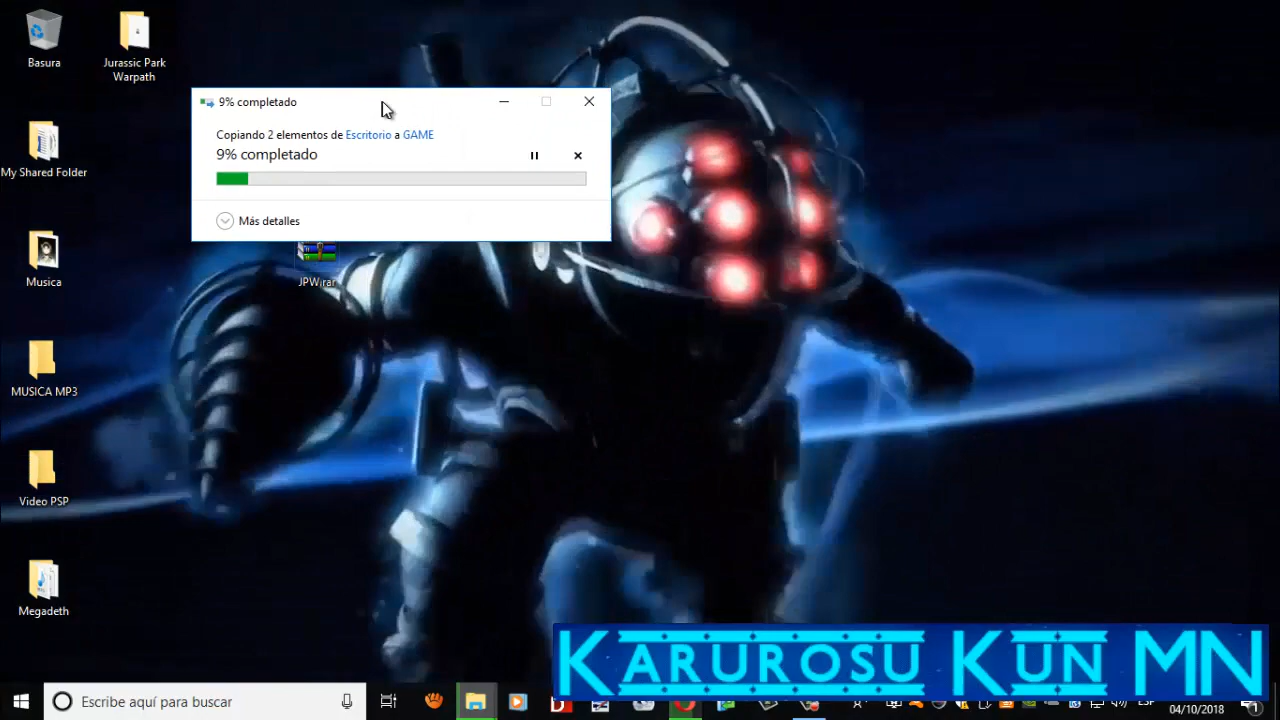 Basura
Jurassic Park
Warpath
9% completado
Copiando 2 elementos de Escritorio a GAME
9% completado
Más detalles
My Shared Folder
JPW.rar
Musica
MUSICA MP3
Video PSP
Megadeth
KARUROSU KUN MN
Escribe aquí para buscar
04/10/2018